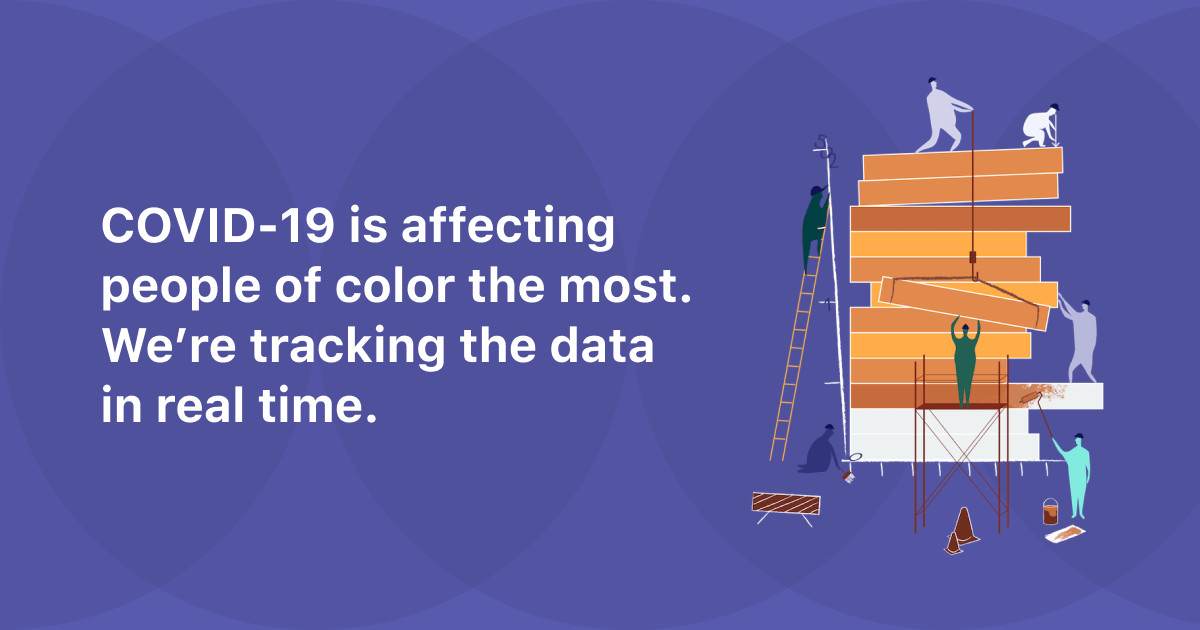 COVID-19 is affecting
people of color the most.
We’re tracking the data
in real time.